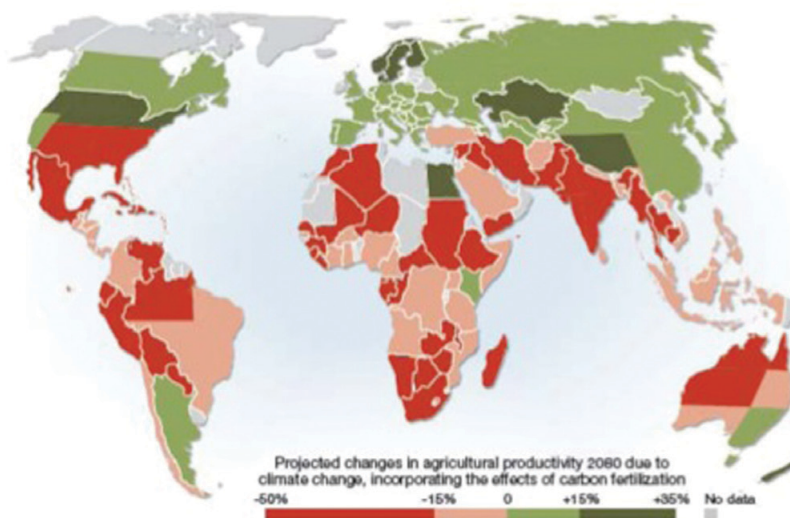 Projected changes in agricultural productivity 2060 due to
climate change, incorporating the effects of carbon fertilization
-50% -15% 0 +15% +35% No data